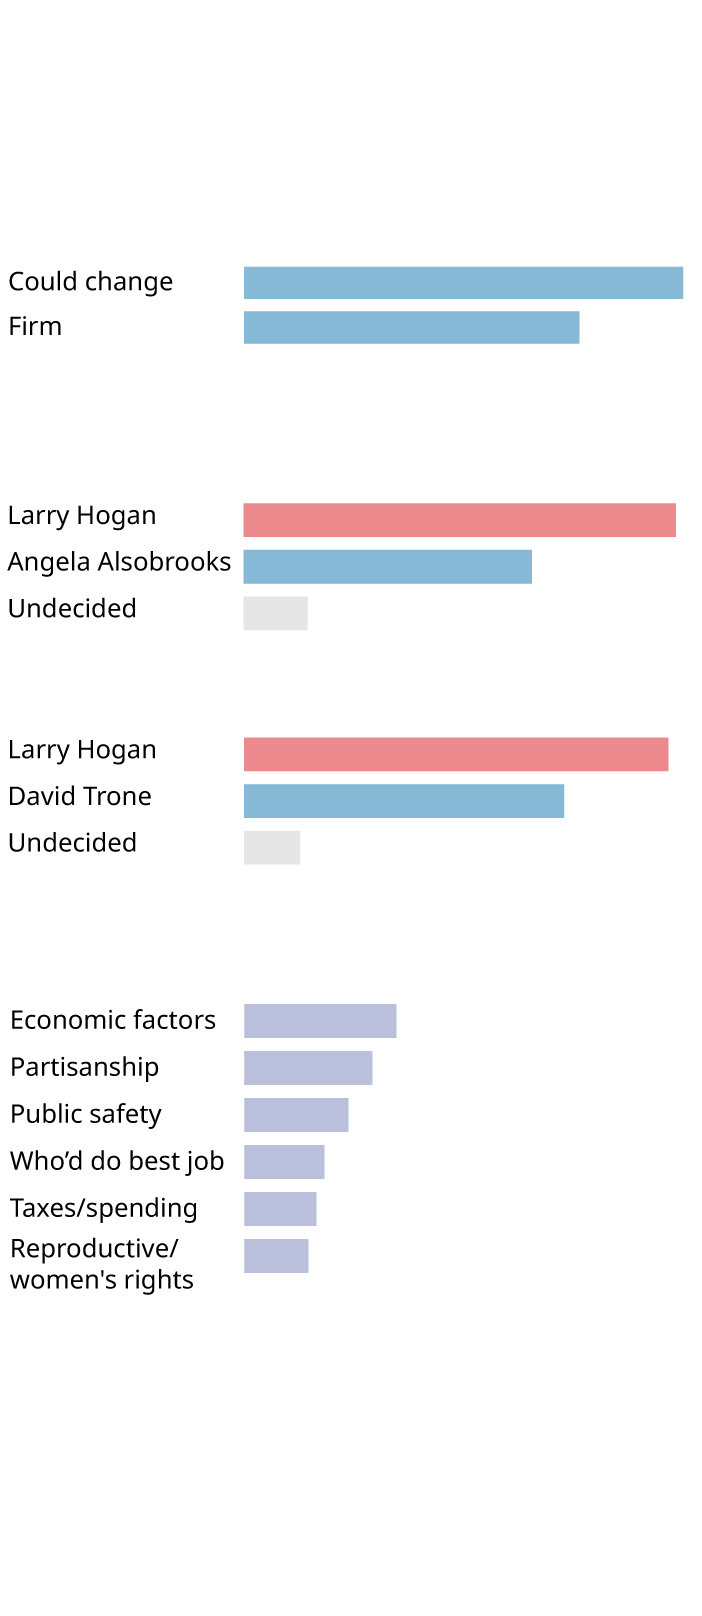 Could change
Firm
Larry Hogan
Angela Alsobrooks
Undecided
Larry Hogan
David Trone
Undecided
Economic factors
Partisanship
Public safety
Who’d do best job
Taxes/spending
Reproductive/
women's rights